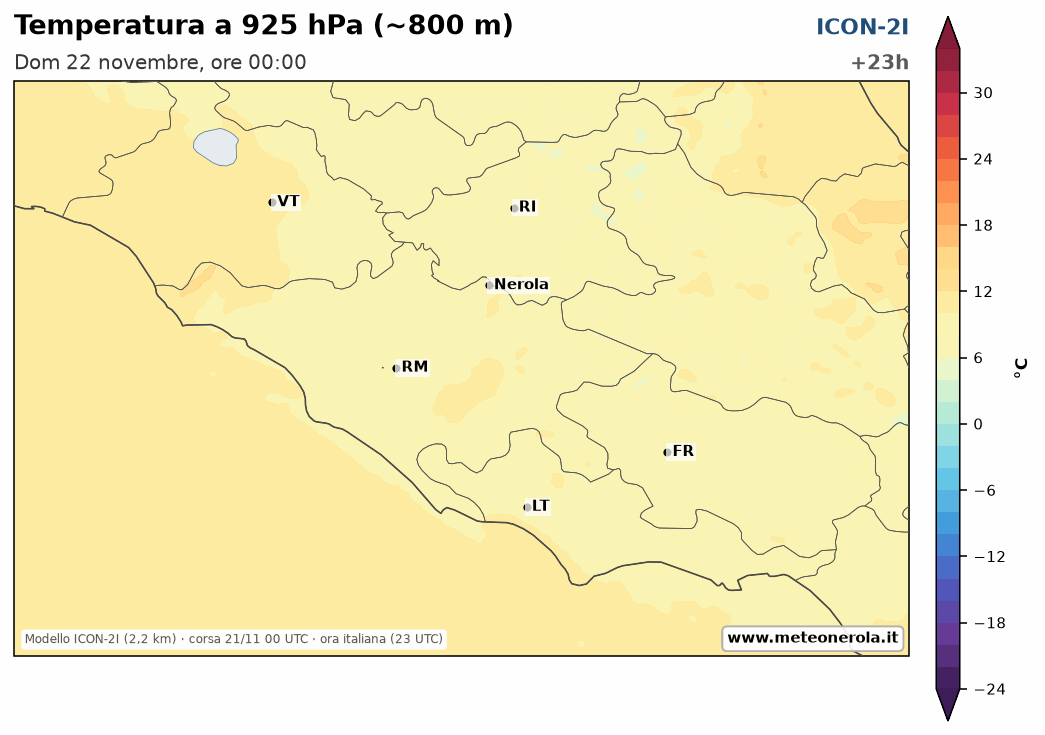 Temperatura a 925 hPa (~800 m)
ICON-2I
Dom 22 novembre, ore 00:00
+23h
VT
RI
Nerola
RM
FR
LT
Modello ICON-2I (2,2 km) · corsa 21/11 00 UTC · ora italiana (23 UTC)
www.meteonerola.it
30
24
18
12
6
0
−6
−12
−18
−24
°C